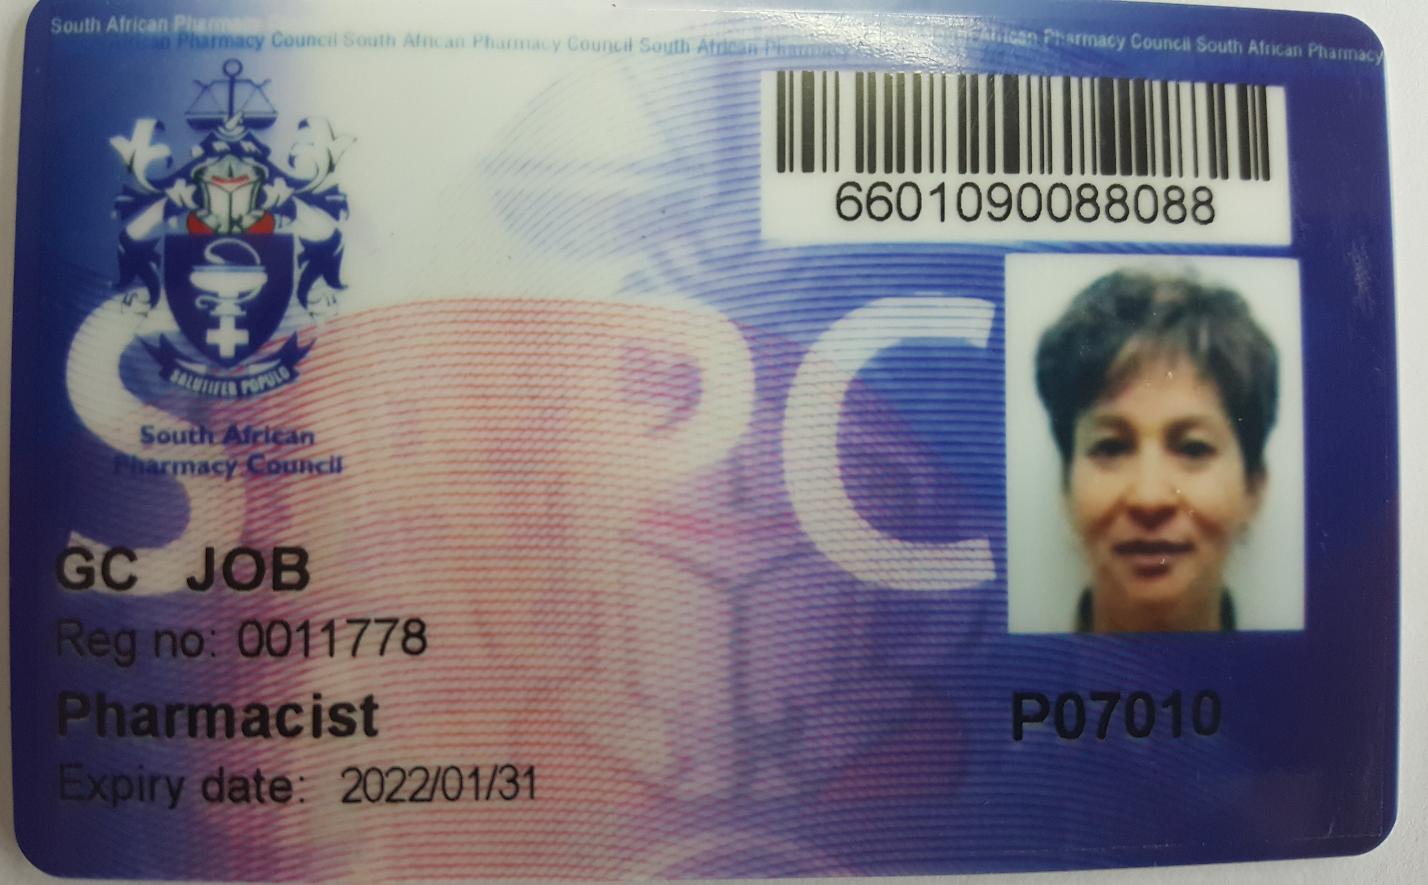 South African Pharmacy Council South African Pharmacy Council South African Pharmacy Council South African Pharmacy
6601090088088
SALUTIFER POPULO
South African
Pharmacy Council
SAPC
GC JOB
Reg no: 0011778
Pharmacist
P07010
Expiry date: 2022/01/31